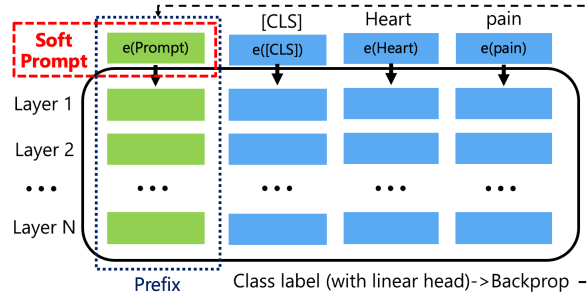 [CLS] Heart pain
Soft
Prompt
e(Prompt) e([CLS]) e(Heart) e(pain)
Layer 1
Layer 2
• • • • • • • • • • • • • • •
Layer N
Prefix
Class label (with linear head)->Backprop